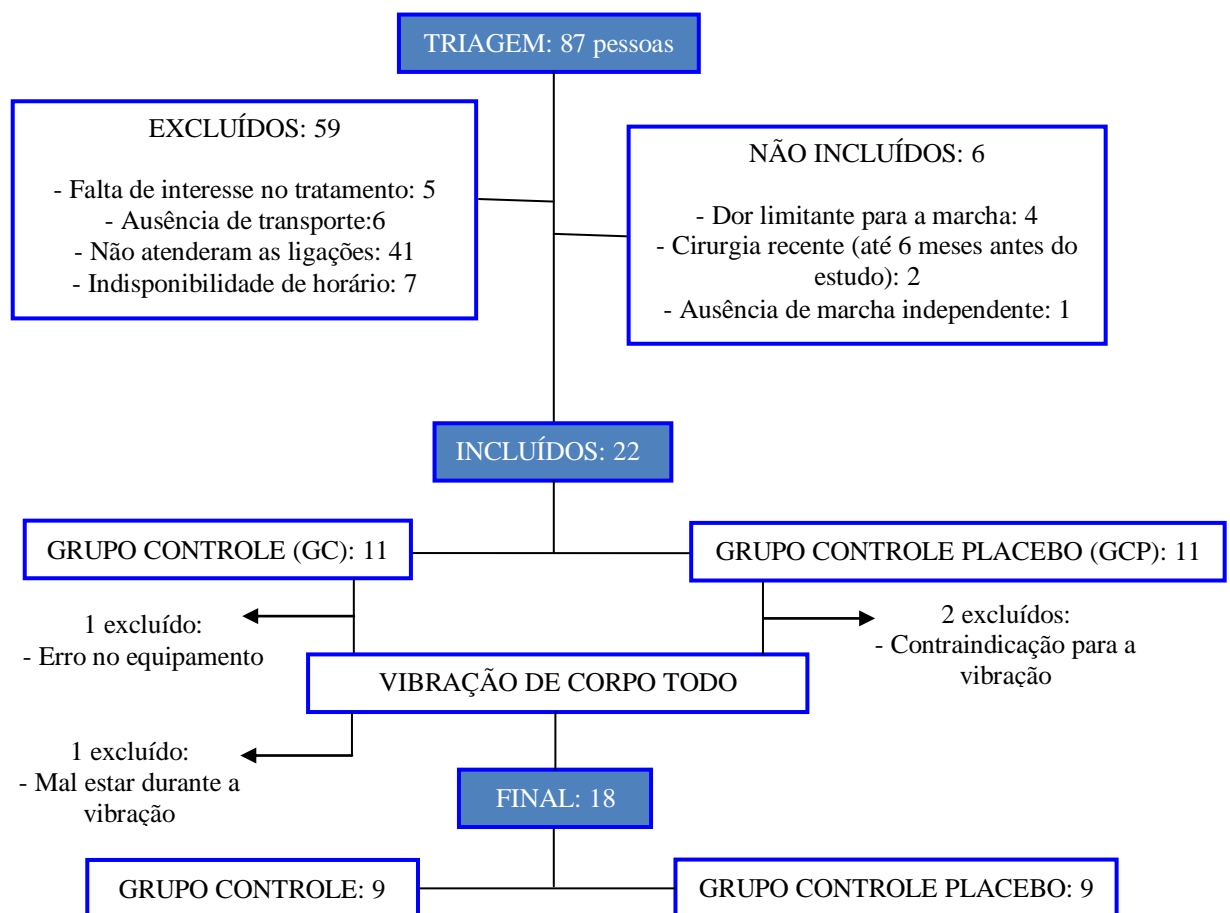 TRIAGEM: 87 pessoas
EXCLUÍDOS: 59
- Falta de interesse no tratamento: 5
- Ausência de transporte:6
- Não atenderam as ligações: 41
- Indisponibilidade de horário: 7
NÃO INCLUÍDOS: 6
- Dor limitante para a marcha: 4
- Cirurgia recente (até 6 meses antes do
estudo): 2
- Ausência de marcha independente: 1
INCLUÍDOS: 22
GRUPO CONTROLE (GC): 11
GRUPO CONTROLE PLACEBO (GCP): 11
1 excluído:
- Erro no equipamento
2 excluídos:
- Contraindicação para a
vibração
VIBRAÇÃO DE CORPO TODO
1 excluído:
- Mal estar durante a
vibração
FINAL: 18
GRUPO CONTROLE: 9
GRUPO CONTROLE PLACEBO: 9